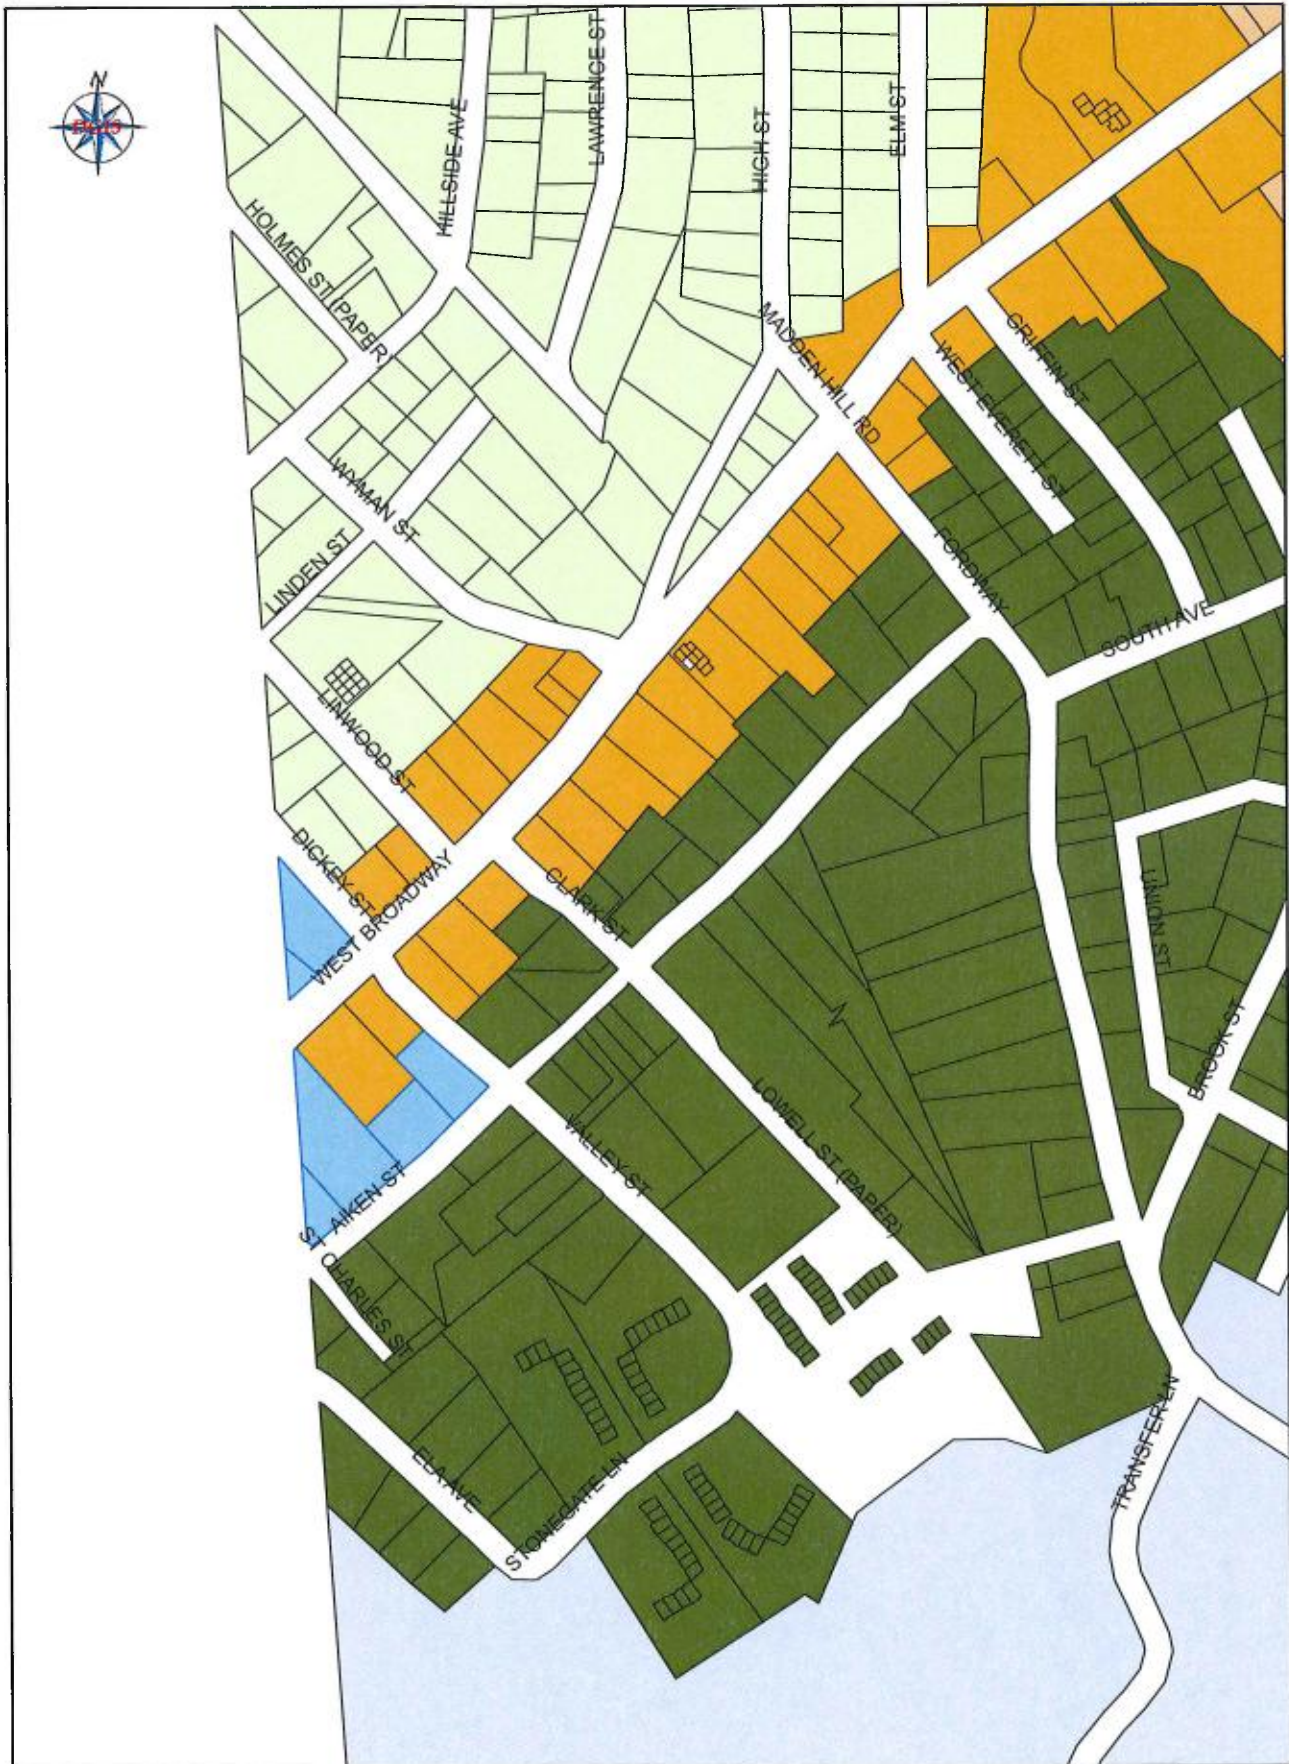 N
HILLSIDE AVE
LAWRENCE ST
HIGH ST
ELM ST
HOLMES ST (PAPER)
MADDEN HILL RD
GRIFFIN ST
WEST EVERETT ST
WYMAN ST
LINDEN ST
FORDWAY
SOUTH AVE
LINWOOD ST
DICKEY ST
WEST BROADWAY
CLARK ST
UNION ST
BROOK ST
LOWELL ST (PAPER)
VALLEY ST
AIKEN ST
ST CHARLES ST
TRANSFER LN
ELA AVE
STONEGATE LN